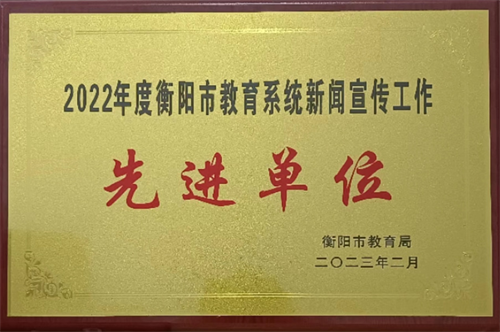 2022年度衡阳市教育系统新闻宣传工作
先进单位
衡阳市教育局
二〇二三年二月